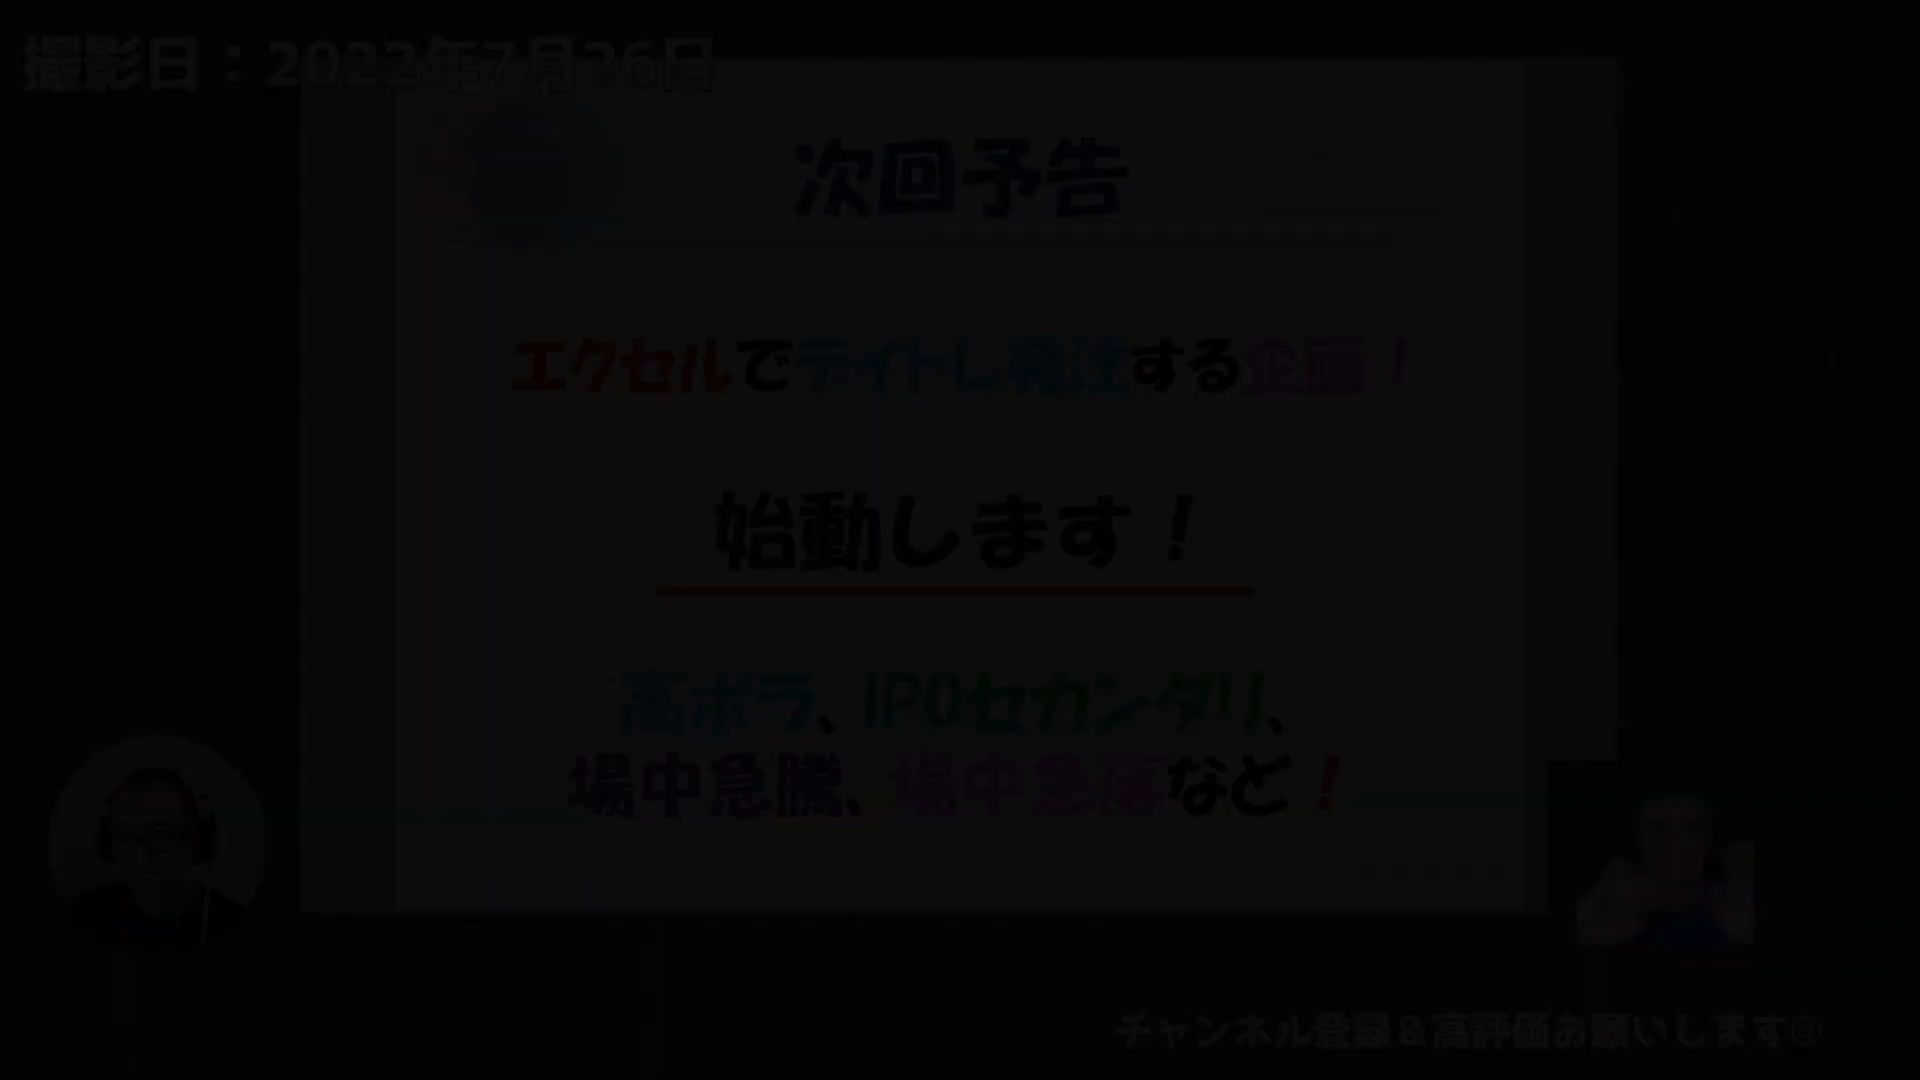 撮影日：2022年7月26日
次回予告
エクセルでデイトレ発注する企画！
始動します！
高ボラ、IPOセカンダリ、
場中急騰、場中急落など！
チャンネル登録＆高評価お願いします